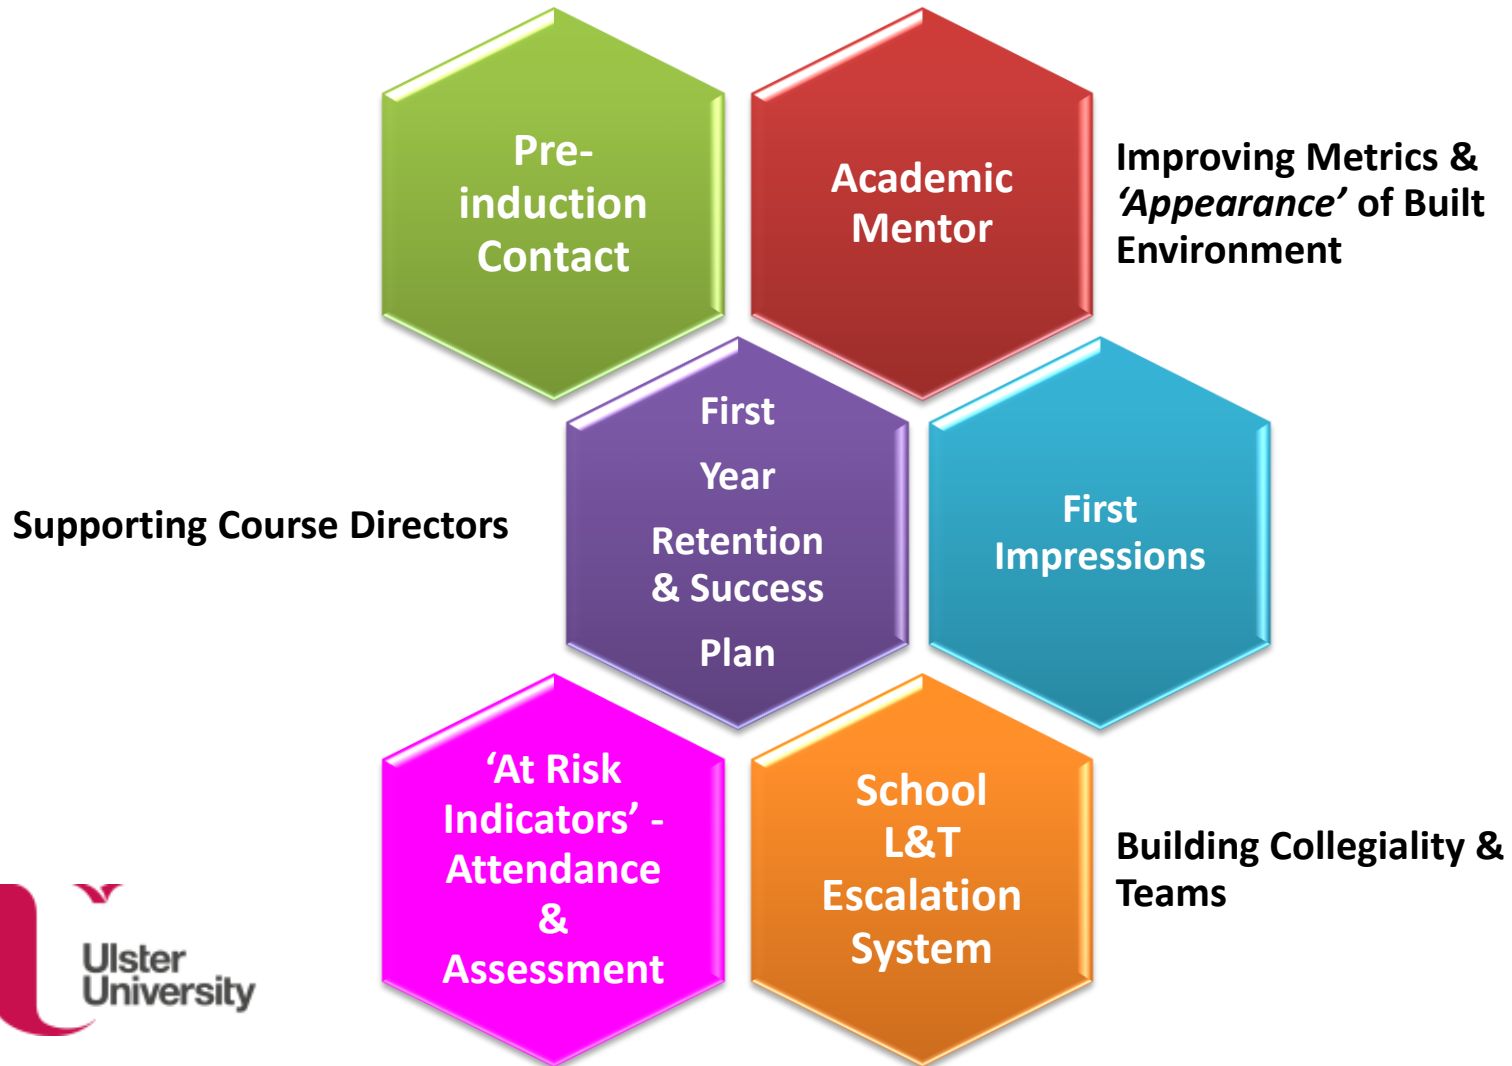 Pre-
induction
Contact
Academic
Mentor
Improving Metrics &
‘Appearance’ of Built
Environment
Supporting Course Directors
First
Year
Retention
& Success
Plan
First
Impressions
‘At Risk
Indicators’ -
Attendance
&
Assessment
School
L&T
Escalation
System
Building Collegiality &
Teams
Ulster
University